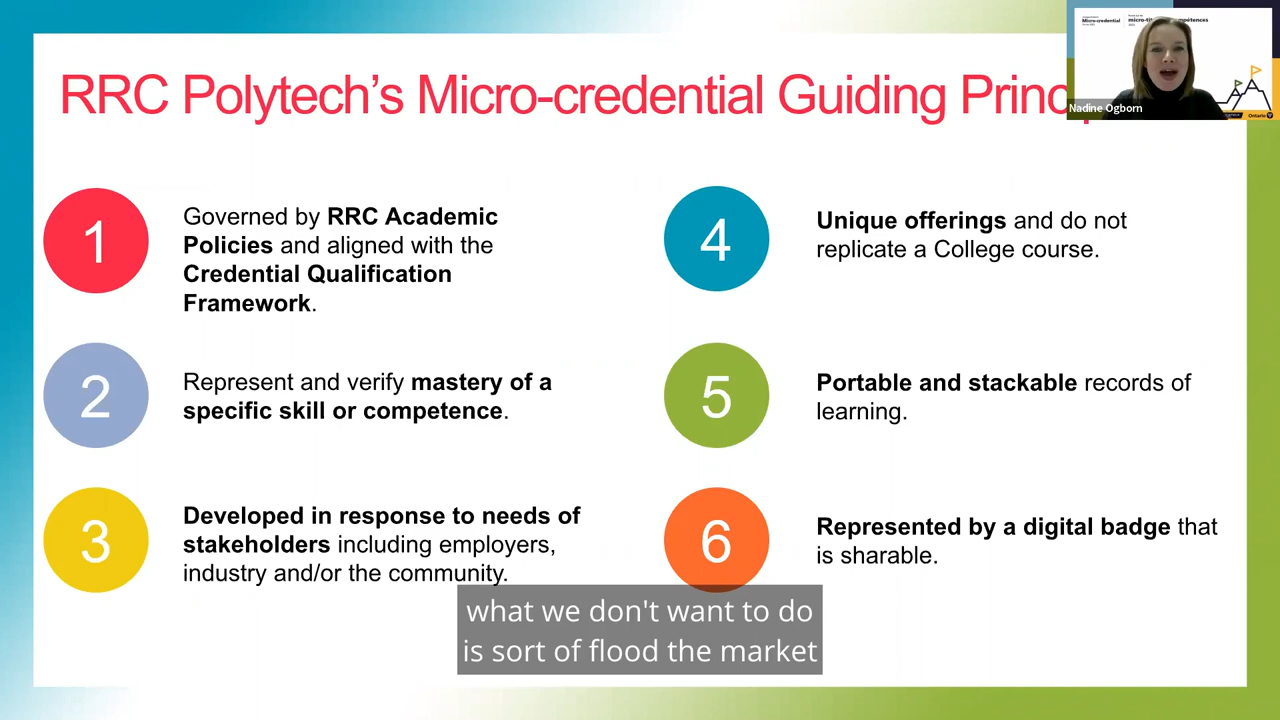 RRC Polytech's Micro-credential Guiding
1
Governed by RRC Academic
Policies and aligned with the
Credential Qualification
Framework.
2
Represent and verify mastery of a
specific skill or competence.
3
Developed in response to needs of
stakeholders including employers,
industry and/or the community.
4
Unique offerings and do not
replicate a College course.
5
Portable and stackable records of
learning.
6
Represented by a digital badge that
is sharable.
what we don't want to do
is sort of flood the market
Micro-credential
Nadine Ogborn
Ontario